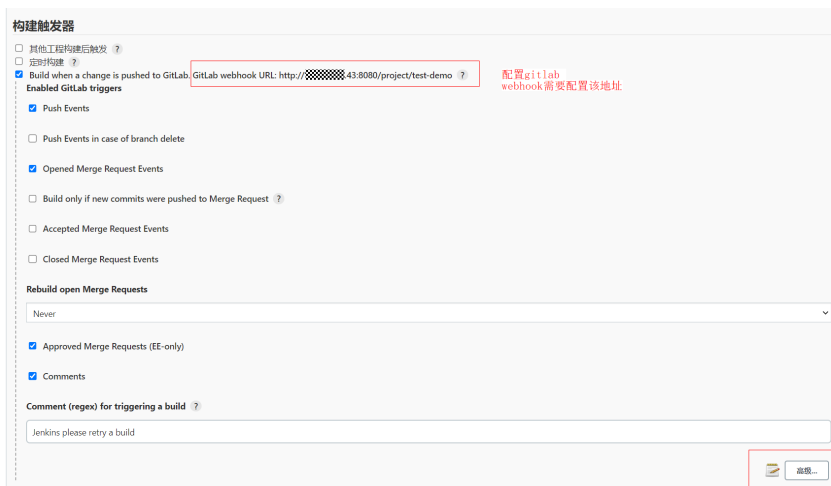 构建触发器
其他工程构建后触发 ?
定时构建 ?
Build when a change is pushed to GitLab. GitLab webhook URL: http://.43:8080/project/test-demo ?
配置gitlab
webhook需要配置该地址
Enabled GitLab triggers
Push Events
Push Events in case of branch delete
Opened Merge Request Events
Build only if new commits were pushed to Merge Request ?
Accepted Merge Request Events
Closed Merge Request Events
Rebuild open Merge Requests
Never
Approved Merge Requests (EE-only)
Comments
Comment (regex) for triggering a build ?
Jenkins please retry a build
高级...